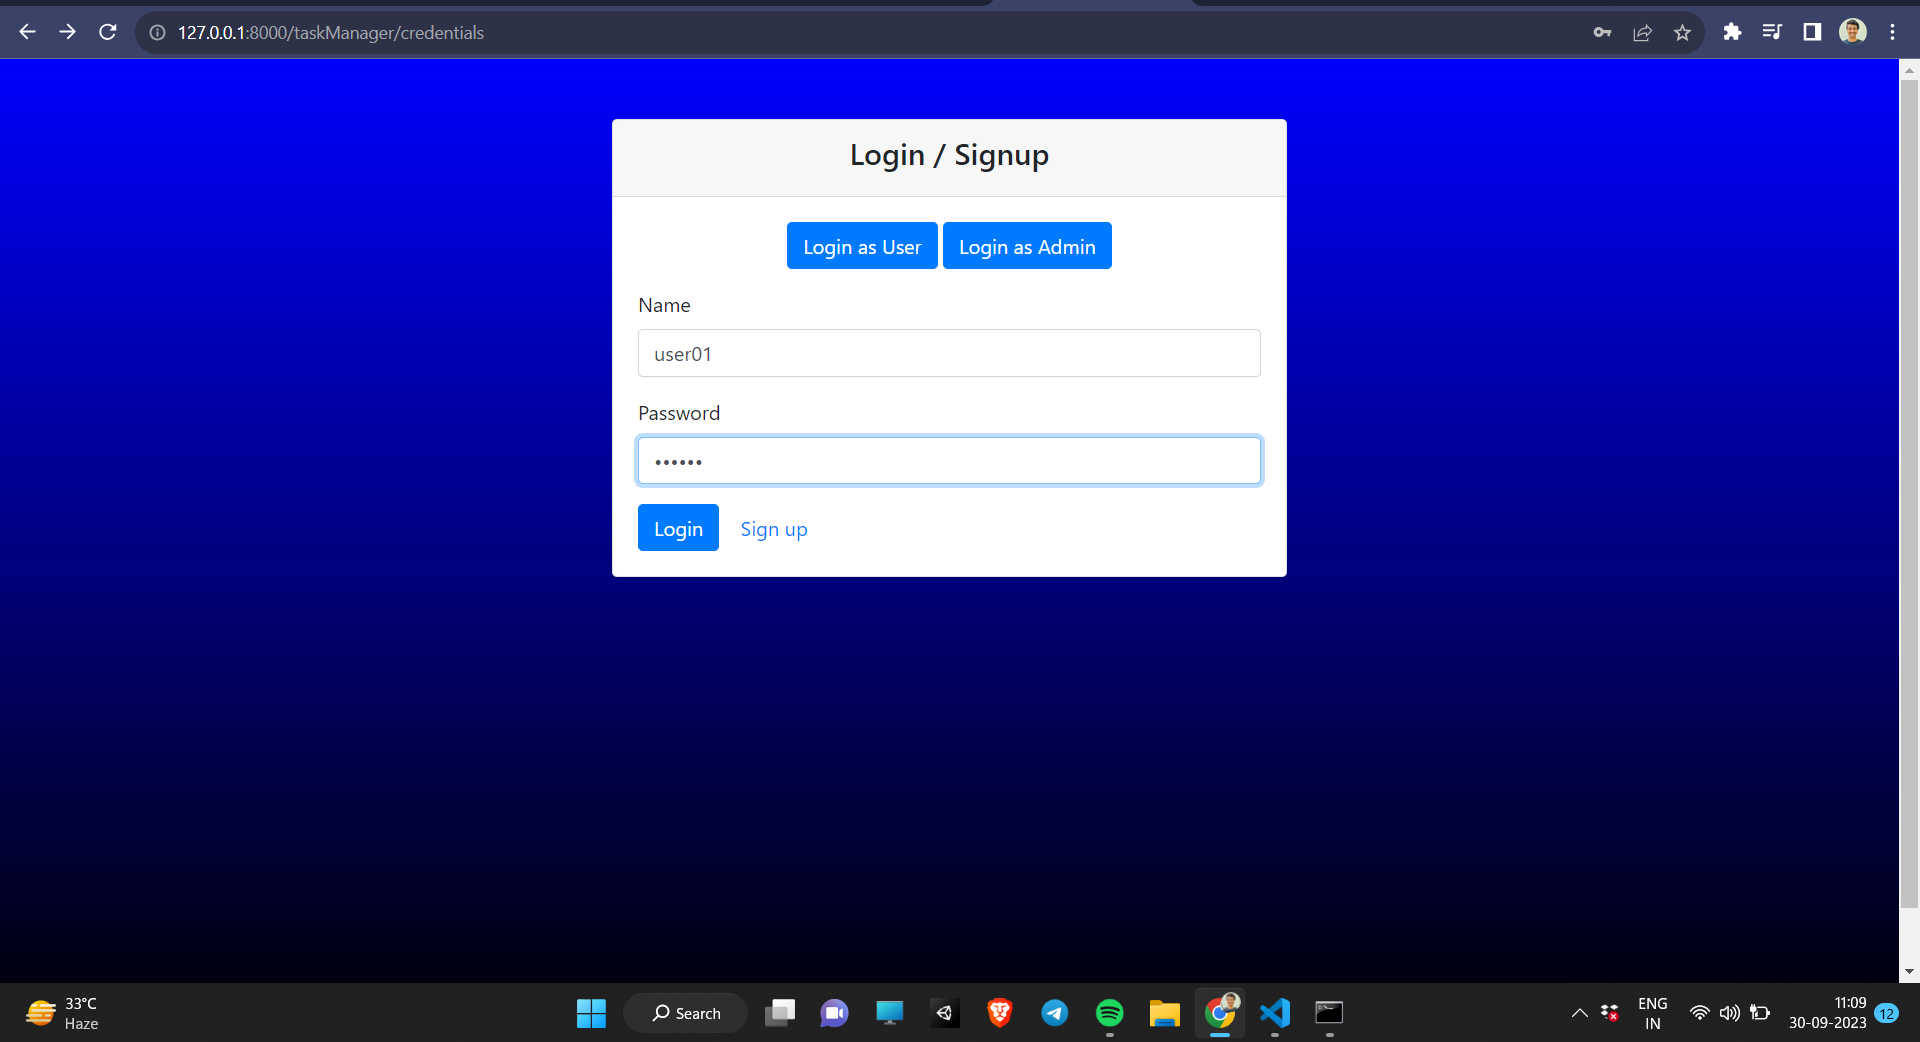 127.0.0.1:8000/taskManager/credentials
Login / Signup
Login as User
Login as Admin
Name
user01
Password
••••••
Login
Sign up
33°C
Haze
Search
ENG
IN
11:09
30-09-2023
12